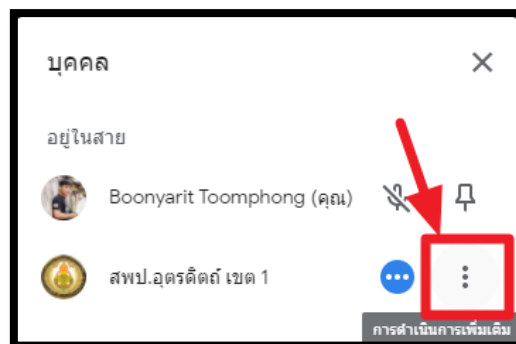 บุคคล
อยู่ในสาย
Boonyarit Toomphong (คุณ)
สพป.อุตรดิตถ์ เขต 1
การดำเนินการเพิ่มเติม